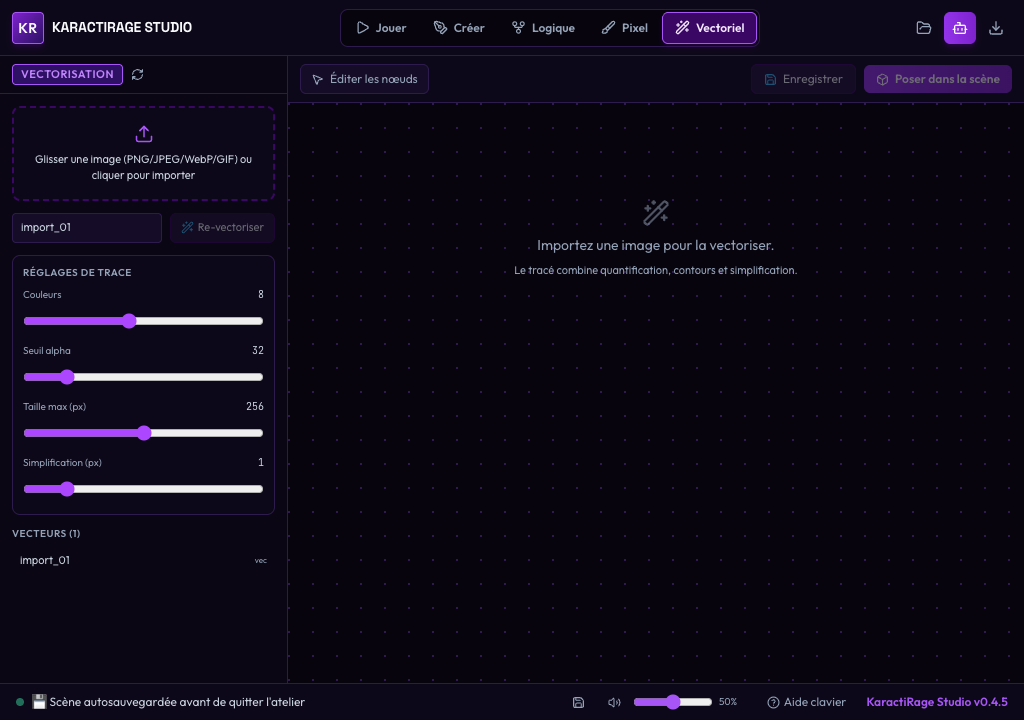 KR KARACTIRAGE STUDIO
Jouer
Créer
Logique
Pixel
Vectoriel
VECTORISATION
Éditer les nœuds
Enregistrer
Poser dans la scène
Glisser une image (PNG/JPEG/WebP/GIF) ou
cliquer pour importer
import_01
Re-vectoriser
RÉGLAGES DE TRACE
Couleurs 8
Seuil alpha 32
Taille max (px) 256
Simplification (px) 1
VECTEURS (1)
import_01 vec
Importez une image pour la vectoriser.
Le tracé combine quantification, contours et simplification.
💾 Scène autosauvegardée avant de quitter l'atelier
50%
Aide clavier
KaractiRage Studio v0.4.5